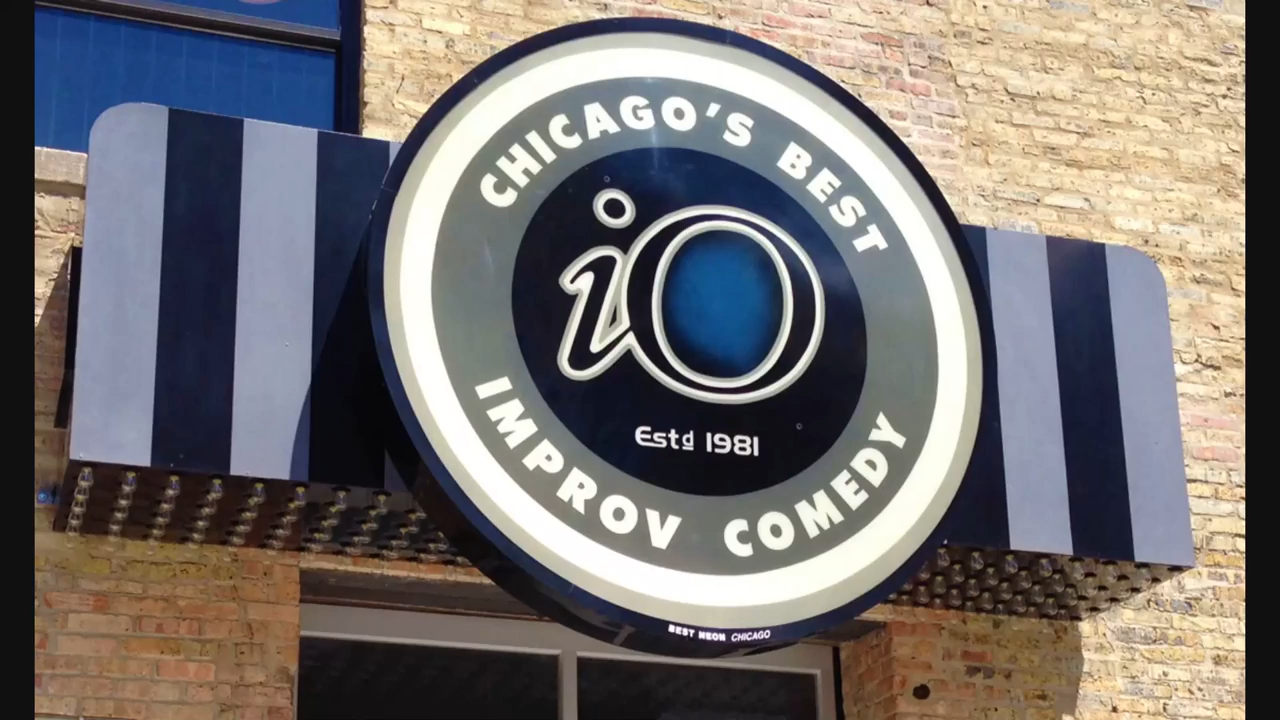 CHICAGO'S BEST
iO
Estd 1981
IMPROV COMEDY
BEST NEON CHICAGO